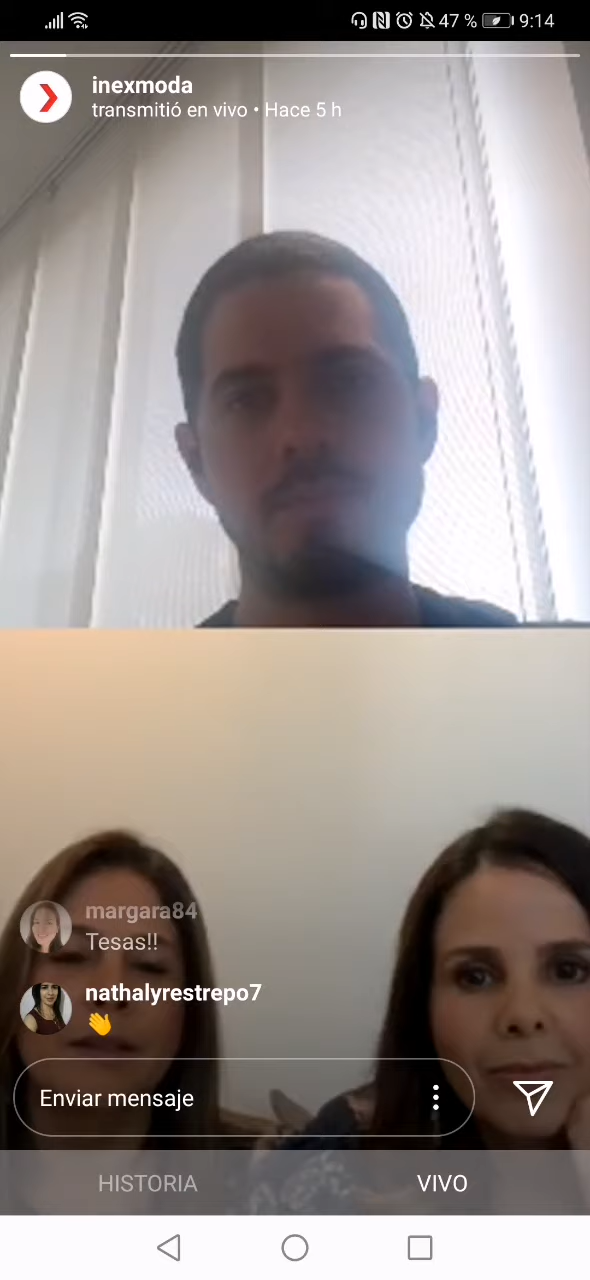 47 % 9:14
inexmoda
transmitió en vivo • Hace 5 h
margara84
Tesas!!
nathalyrestrepo7
👋
Enviar mensaje
HISTORIA VIVO